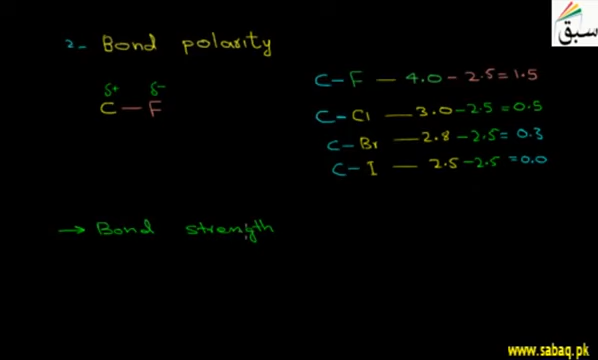 سبق
2- Bond polarity
δ+ δ-
C — F
C-F — 4.0 - 2.5 = 1.5
C-Cl — 3.0 - 2.5 = 0.5
C-Br — 2.8 - 2.5 = 0.3
C-I — 2.5 - 2.5 = 0.0
→ Bond strength
www.sabaq.pk